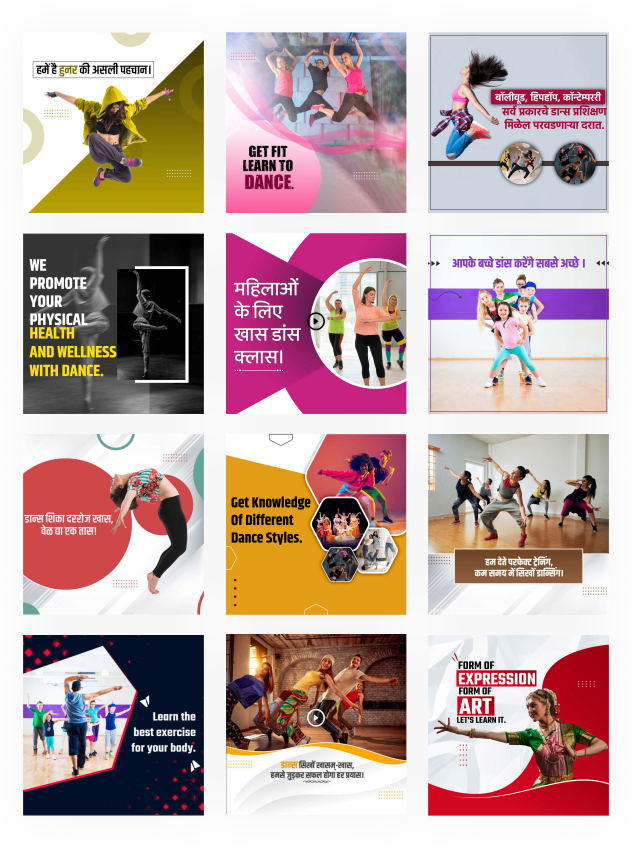 हमें है हुनर की असली पहचान।
GET FIT
LEARN TO
DANCE.
बॉलीवूड, हिपहॉप, कॉन्टेम्पररी
सर्व प्रकारचे डान्स प्रशिक्षण
मिळेल परवडणाऱ्या दरात.
WE
PROMOTE
YOUR
PHYSICAL
HEALTH
AND WELLNESS
WITH DANCE.
महिलाओं
के लिए
खास डांस
क्लास।
आपके बच्चे डांस करेंगे सबसे अच्छे ।
डान्स शिका दररोज खास,
वेळ घा एक तास!
Get Knowledge
Of Different
Dance Styles.
हम देते परफेक्ट ट्रेनिंग,
कम समय में सिखों डान्सिंग।
Learn the
best exercise
for your body.
डान्स सिखों खासम-खास,
हमसे जुड़कर सफल होगा हर प्रयास।
FORM OF
EXPRESSION
FORM OF
ART
LET'S LEARN IT.